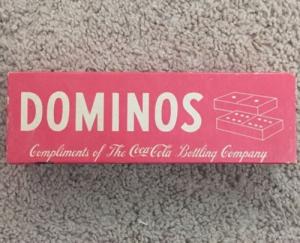 DOMINOS
Compliments of The Coca-Cola Bottling Company